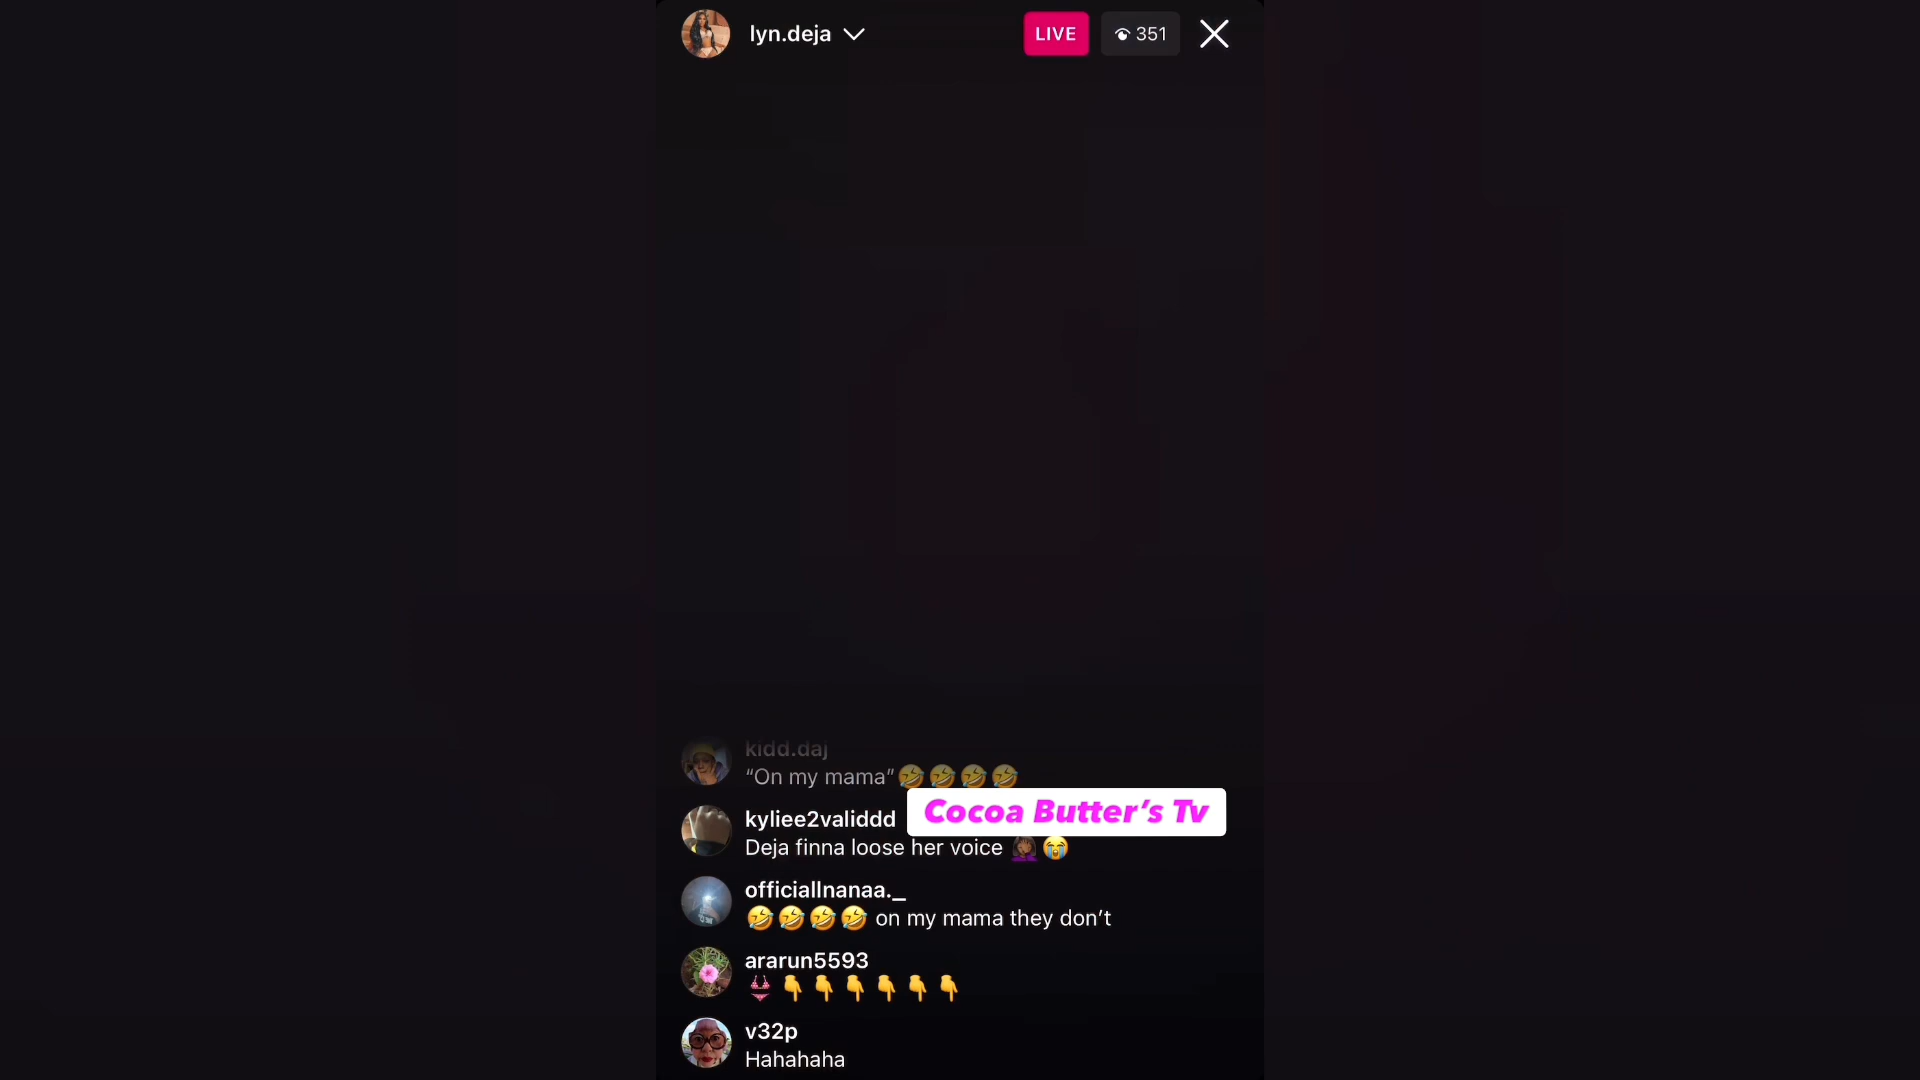 lyn.deja
LIVE
351
kidd.daj
“On my mama”🤣🤣🤣🤣
Cocoa Butter’s Tv
kyliee2validdd
Deja finna loose her voice 🤦🏾‍♀️😭
officiallnanaa._
🤣🤣🤣🤣 on my mama they don’t
ararun5593
👙👇👇👇👇👇👇
v32p
Hahahaha